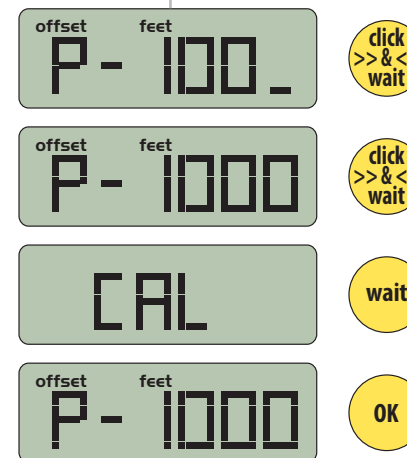 offset feet
P- 100_
click
>> & <
wait
offset feet
P- 1000
click
>> & <
wait
CAL
wait
offset feet
P- 1000
OK